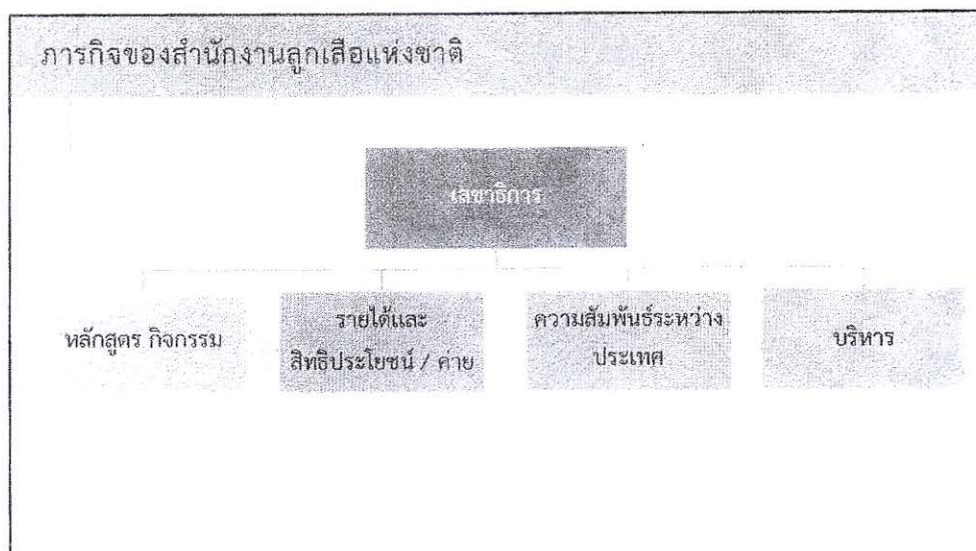 ภารกิจของสำนักงานลูกเสือแห่งชาติ
เลขาธิการ
หลักสูตร กิจกรรม
รายได้และ
สิทธิประโยชน์ / ค่าย
ความสัมพันธ์ระหว่าง
ประเทศ
บริหาร